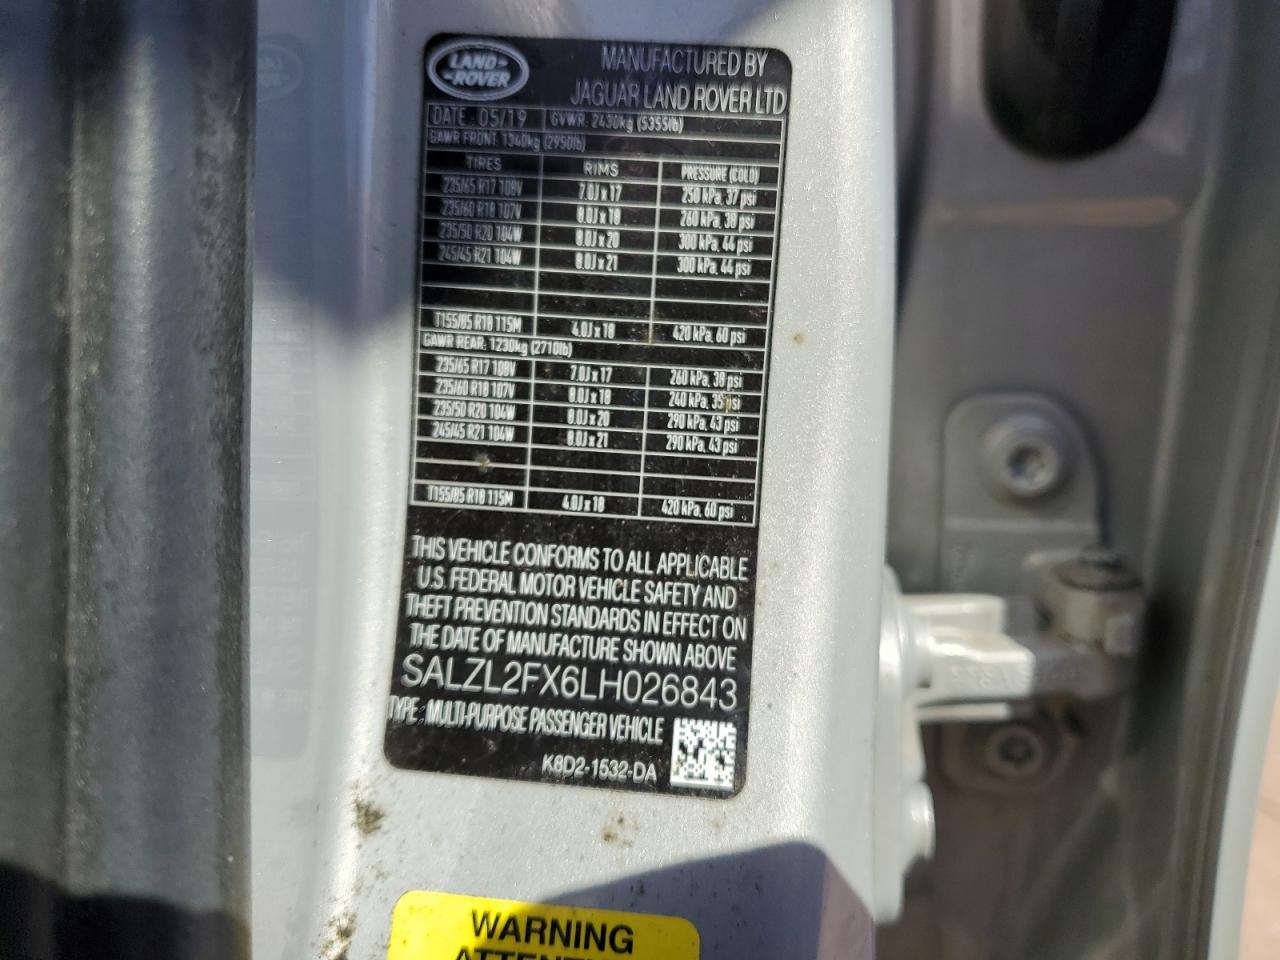 LAND-
-ROVER
MANUFACTURED BY
JAGUAR LAND ROVER LTD
DATE 05/19 GVWR: 2430kg (5355lb)
GAWR FRONT: 1340kg (2950lb)
TIRES RIMS PRESSURE (COLD)
235/65 R17 108V 7.0J x 17 250 kPa, 37 psi
235/60 R18 107V 8.0J x 18 260 kPa, 38 psi
235/50 R20 104W 8.0J x 20 300 kPa, 44 psi
245/45 R21 104W 8.0J x 21 300 kPa, 44 psi
T155/85 R18 115M 4.0J x 18 420 kPa, 60 psi
GAWR REAR: 1230kg (2710lb)
235/65 R17 108V 7.0J x 17 260 kPa, 38 psi
235/60 R18 107V 8.0J x 18 240 kPa, 35 psi
235/50 R20 104W 8.0J x 20 290 kPa, 43 psi
245/45 R21 104W 8.0J x 21 290 kPa, 43 psi
T155/85 R18 115M 4.0J x 18 420 kPa, 60 psi
THIS VEHICLE CONFORMS TO ALL APPLICABLE
U.S. FEDERAL MOTOR VEHICLE SAFETY AND
THEFT PREVENTION STANDARDS IN EFFECT ON
THE DATE OF MANUFACTURE SHOWN ABOVE
SALZL2FX6LH026843
TYPE: MULTI-PURPOSE PASSENGER VEHICLE
K8D2-1532-DA
WARNING